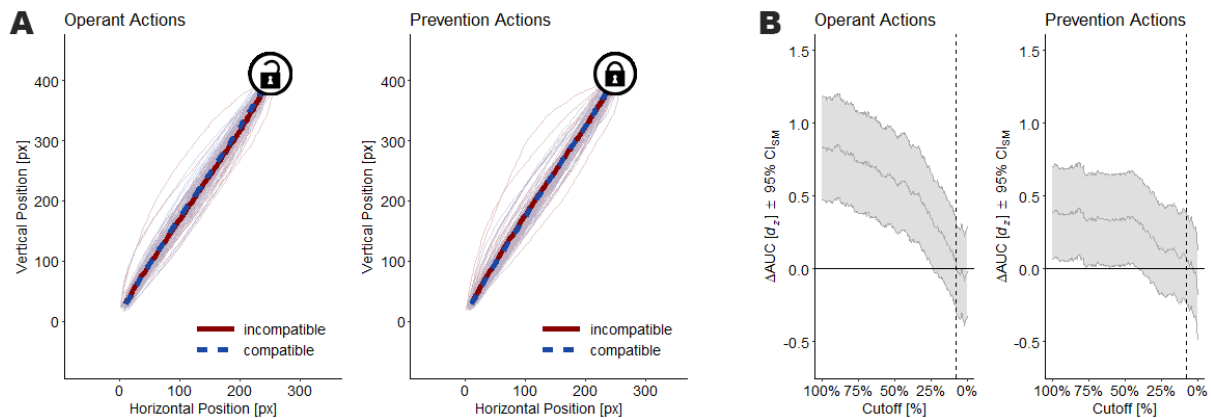 A
Operant Actions
Vertical Position [px]
400
300
200
100
0
incompatible
compatible
0 100 200 300
Horizontal Position [px]
Prevention Actions
Vertical Position [px]
400
300
200
100
0
incompatible
compatible
0 100 200 300
Horizontal Position [px]
B
Operant Actions
ΔAUC [dz] ± 95% CISM
1.5
1.0
0.5
0.0
-0.5
100% 75% 50% 25% 0%
Cutoff [%]
Prevention Actions
ΔAUC [dz] ± 95% CISM
1.5
1.0
0.5
0.0
-0.5
100% 75% 50% 25% 0%
Cutoff [%]